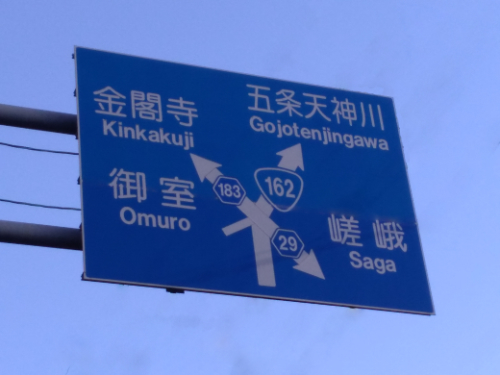 金閣寺
Kinkakuji
五条天神川
Gojotenjingawa
御室
Omuro
183
162
29
嵯峨
Saga